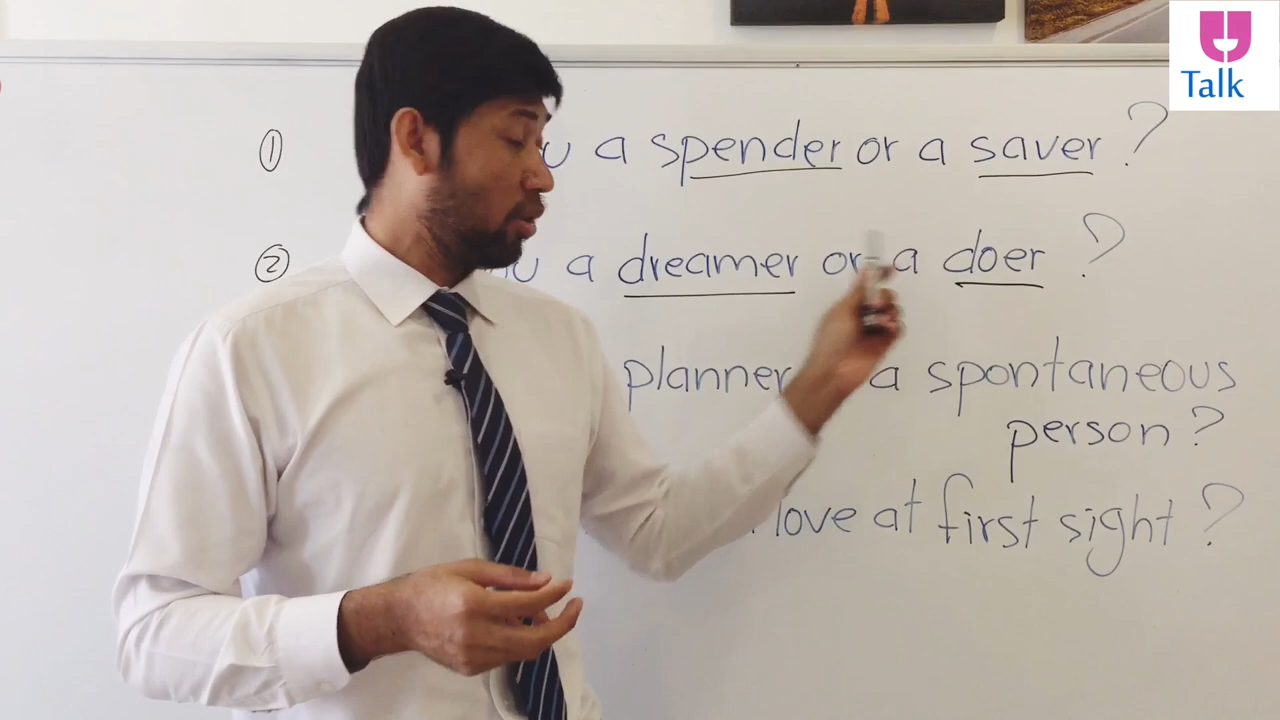 Talk
① u a spender or a saver ?
② u a dreamer or a doer ?
planner a spontaneous
person ?
love at first sight ?